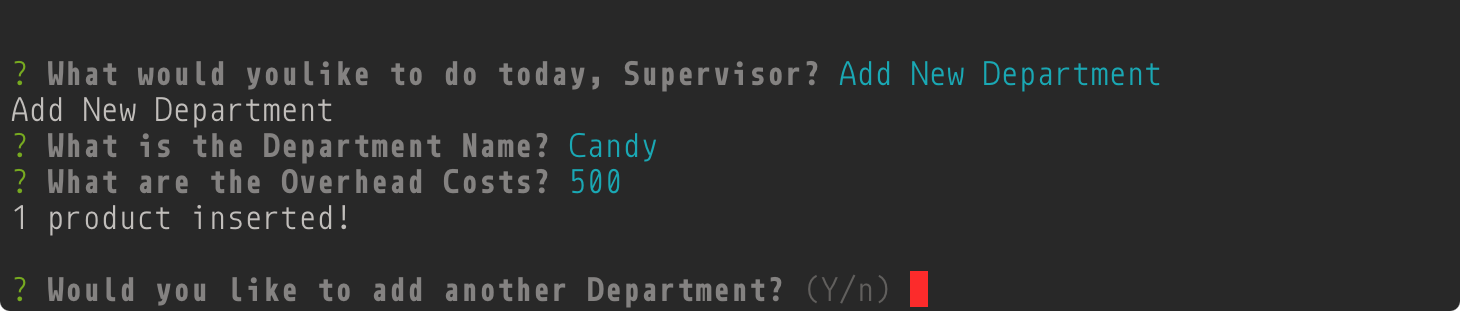 ? What would youlike to do today, Supervisor? Add New Department
Add New Department
? What is the Department Name? Candy
? What are the Overhead Costs? 500
1 product inserted!
? Would you like to add another Department? (Y/n)